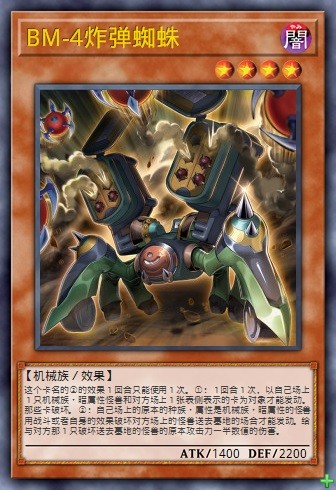 BM-4炸弹蜘蛛
闇
【机械族／效果】
这个卡名的②的效果1回合只能使用1次。①：1回合1次，以自己场上
1只机械族·暗属性怪兽和对方场上1张表侧表示的卡为对象才能发动。
那些卡破坏。②：自己场上的原本的种族·属性是机械族·暗属性的怪兽
用战斗或者自身的效果破坏对方场上的怪兽送去墓地的场合才能发动。给
与对方那1只破坏送去墓地的怪兽的原本攻击力一半数值的伤害。
ATK/1400 DEF/2200